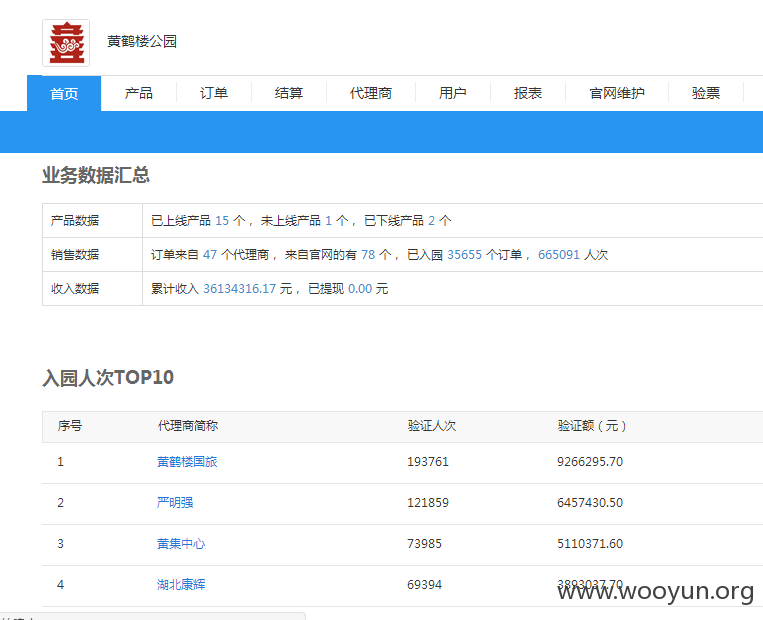 黄鹤楼公园
首页 产品 订单 结算 代理商 用户 报表 官网维护 验票
业务数据汇总
产品数据 已上线产品 15 个， 未上线产品 1 个， 已下线产品 2 个
销售数据 订单来自 47 个代理商， 来自官网的有 78 个， 已入园 35655 个订单， 665091 人次
收入数据 累计收入 36134316.17 元， 已提现 0.00 元
入园人次TOP10
序号 代理商简称 验证人次 验证额（元）
1 黄鹤楼国旅 193761 9266295.70
2 严明强 121859 6457430.50
3 黄集中心 73985 5110371.60
4 湖北康辉 69394 3893037.70
www.wooyun.org